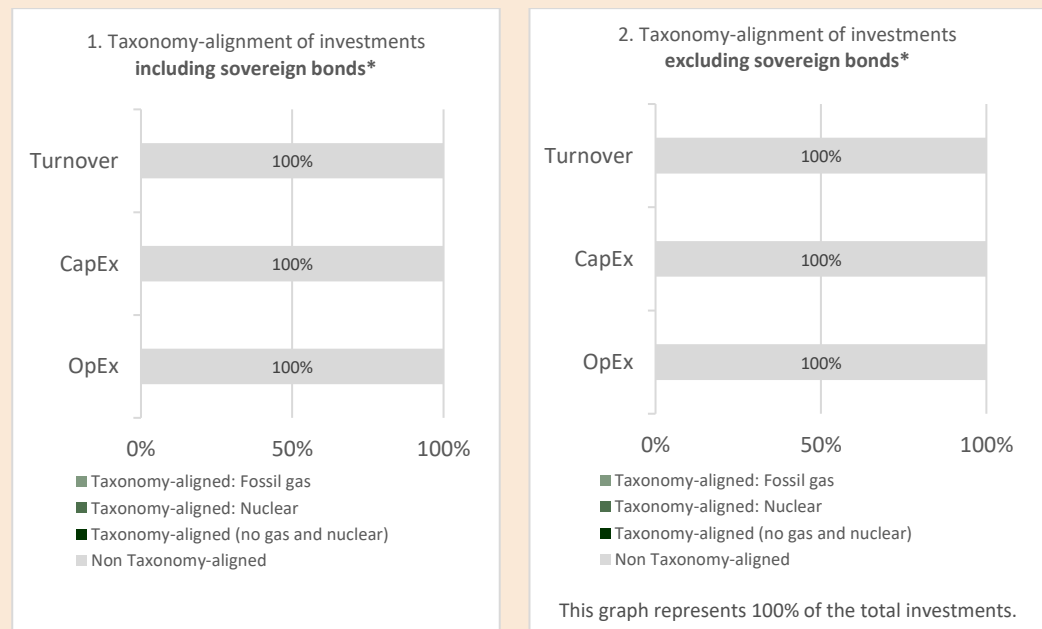 1. Taxonomy-alignment of investments
including sovereign bonds*
Turnover
100%
CapEx
100%
OpEx
100%
0%
50%
100%
Taxonomy-aligned: Fossil gas
Taxonomy-aligned: Nuclear
Taxonomy-aligned (no gas and nuclear)
Non Taxonomy-aligned
2. Taxonomy-alignment of investments
excluding sovereign bonds*
Turnover
100%
CapEx
100%
OpEx
100%
0%
50%
100%
Taxonomy-aligned: Fossil gas
Taxonomy-aligned: Nuclear
Taxonomy-aligned (no gas and nuclear)
Non Taxonomy-aligned
This graph represents 100% of the total investments.